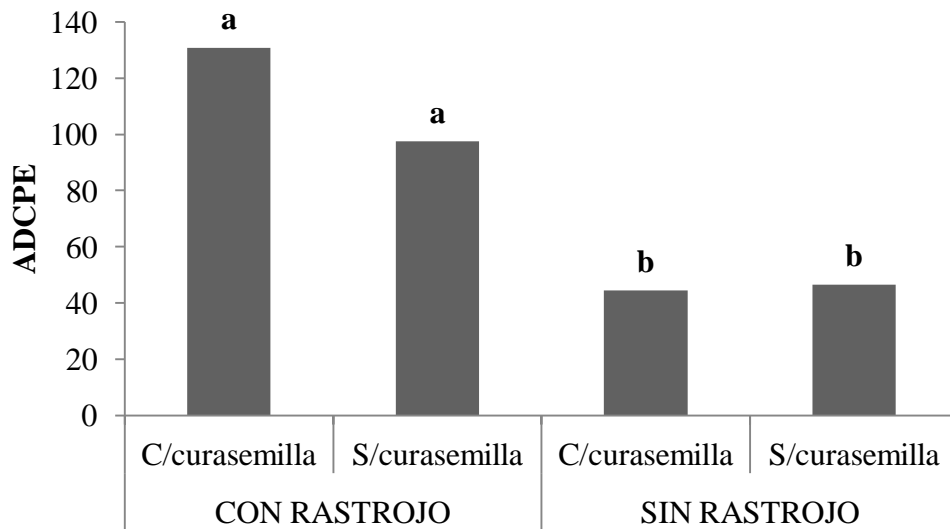 140
120
100
80
60
40
20
0
ADCPE
a
a
b
b
C/curasemilla S/curasemilla C/curasemilla S/curasemilla
CON RASTROJO SIN RASTROJO